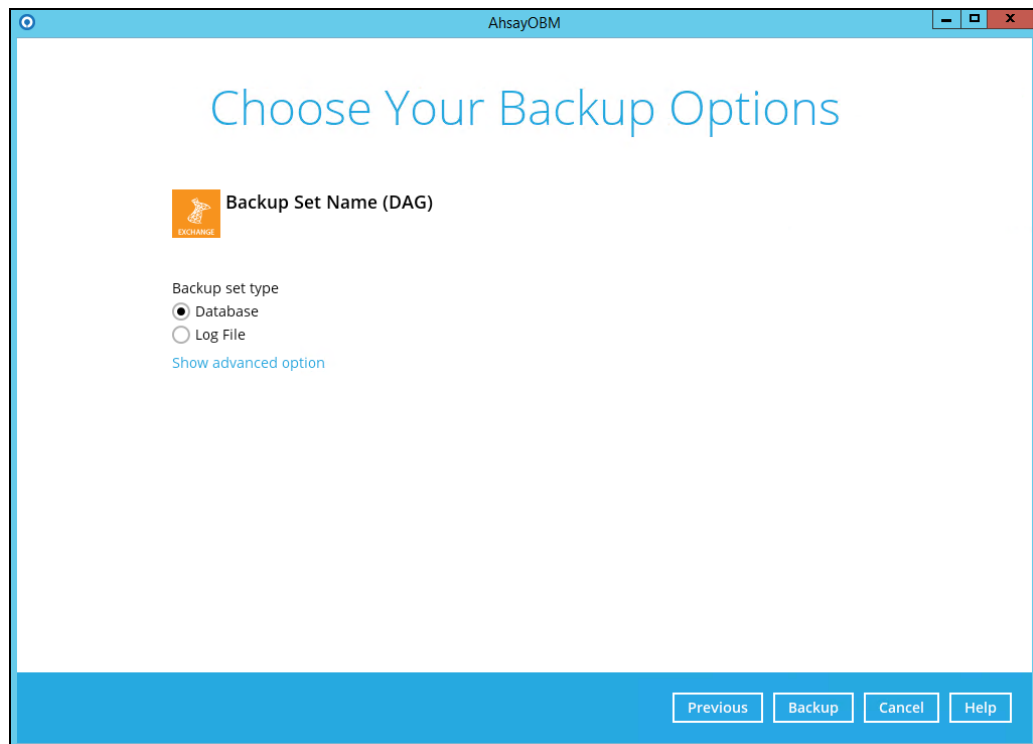 AhsayOBM
Choose Your Backup Options
Backup Set Name (DAG)
EXCHANGE
Backup set type
Database
Log File
Show advanced option
Previous Backup Cancel Help